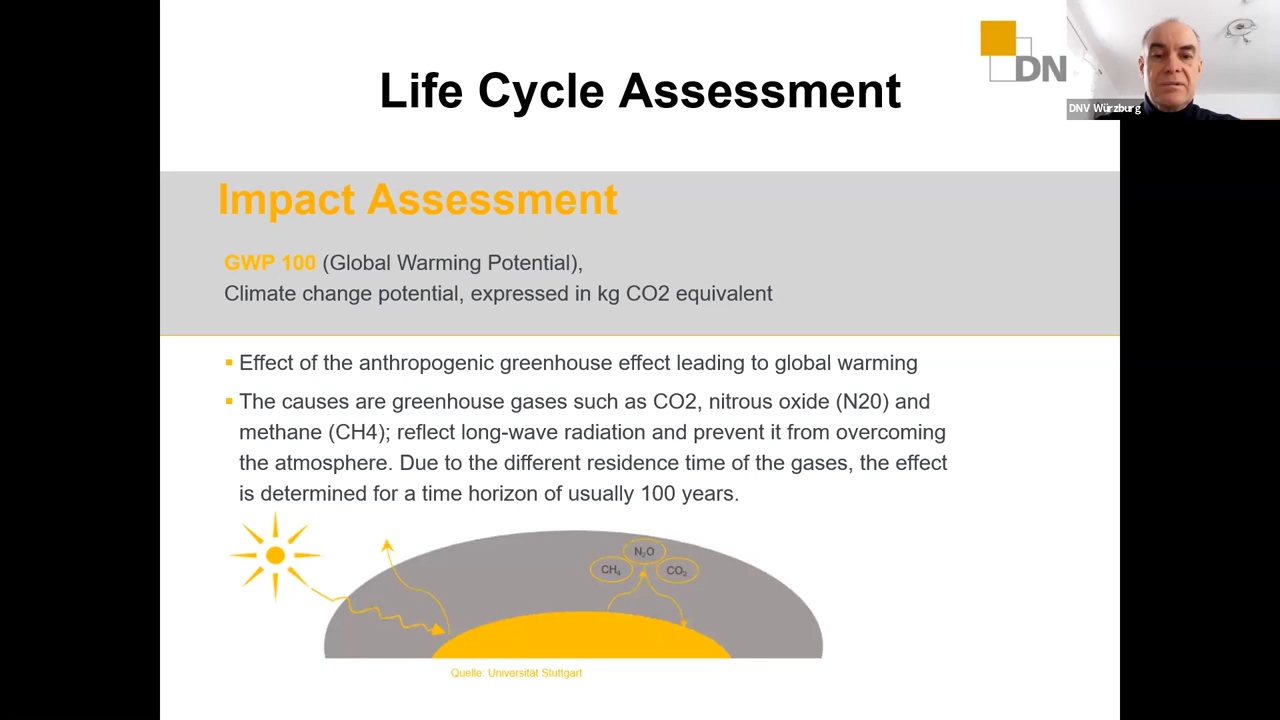 Life Cycle Assessment
DN
DNV Würzburg
Impact Assessment
GWP 100 (Global Warming Potential),
Climate change potential, expressed in kg CO2 equivalent
Effect of the anthropogenic greenhouse effect leading to global warming
The causes are greenhouse gases such as CO2, nitrous oxide (N20) and
methane (CH4); reflect long-wave radiation and prevent it from overcoming
the atmosphere. Due to the different residence time of the gases, the effect
is determined for a time horizon of usually 100 years.
N₂O
CH₄
CO₂
Quelle: Universität Stuttgart